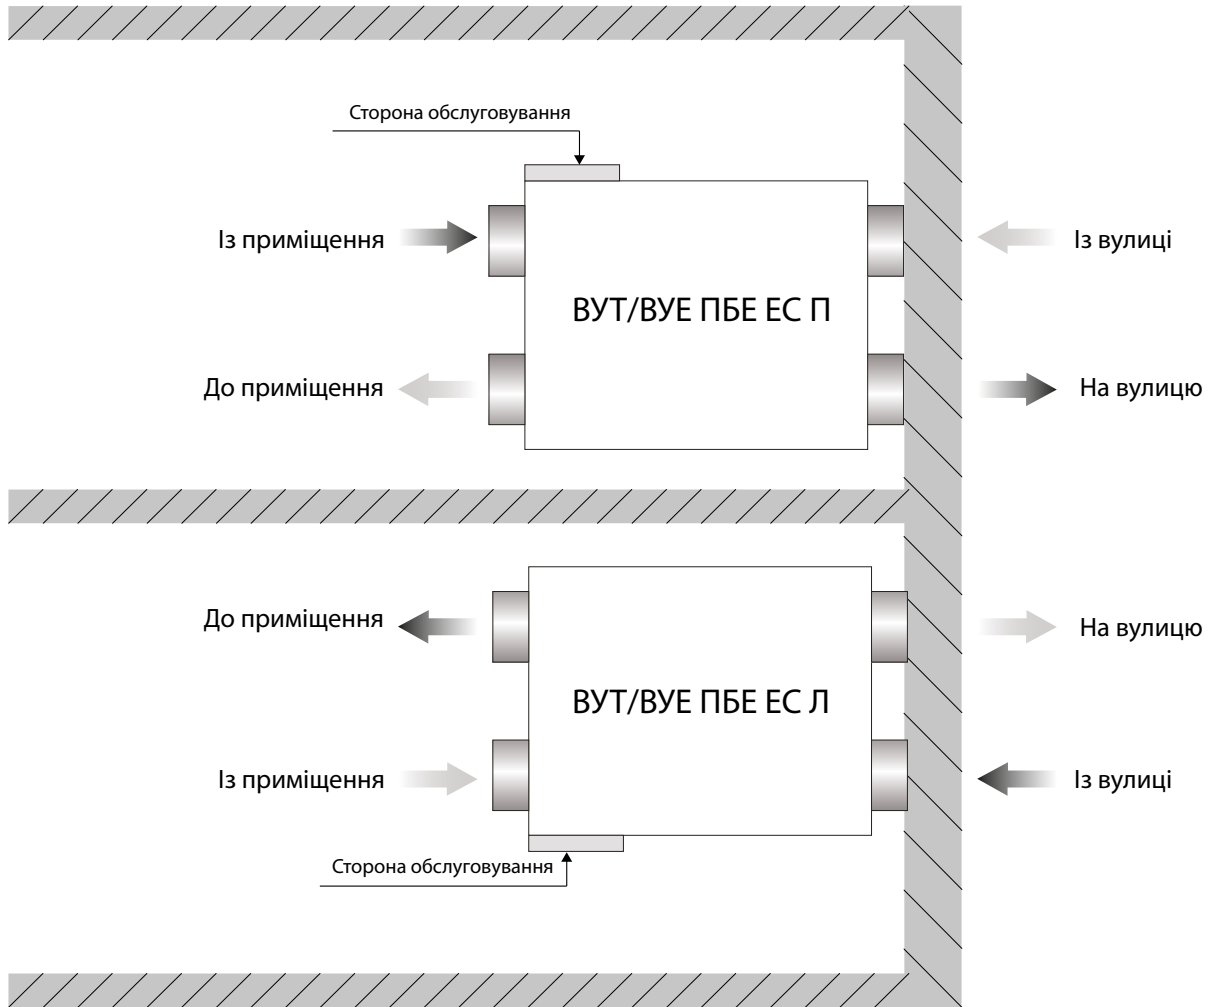 Сторона обслуговування
Із приміщення
Із вулиці
ВУТ/ВУЕ ПБЕ ЕС П
До приміщення
На вулицю
До приміщення
На вулицю
ВУТ/ВУЕ ПБЕ ЕС Л
Із приміщення
Із вулиці
Сторона обслуговування